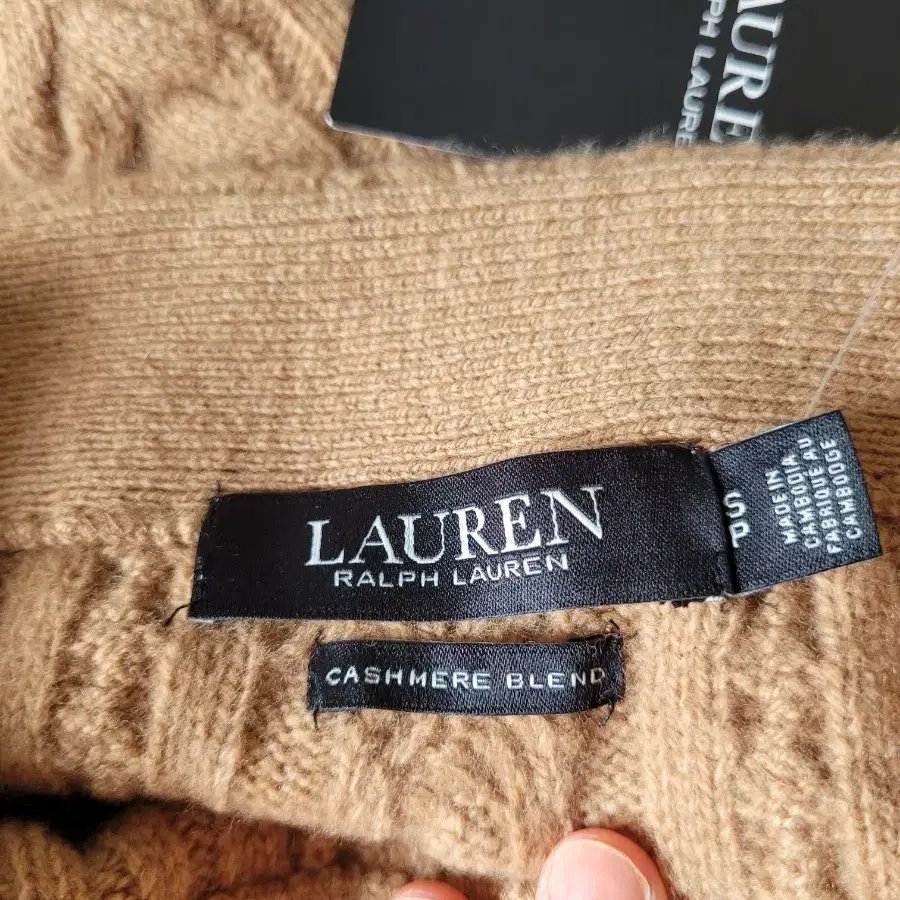 LAUREN
RALPH LAUREN
CASHMERE BLEND
S
P
MADE IN
CAMBODIA
FABRIQUE AU
CAMBODGE